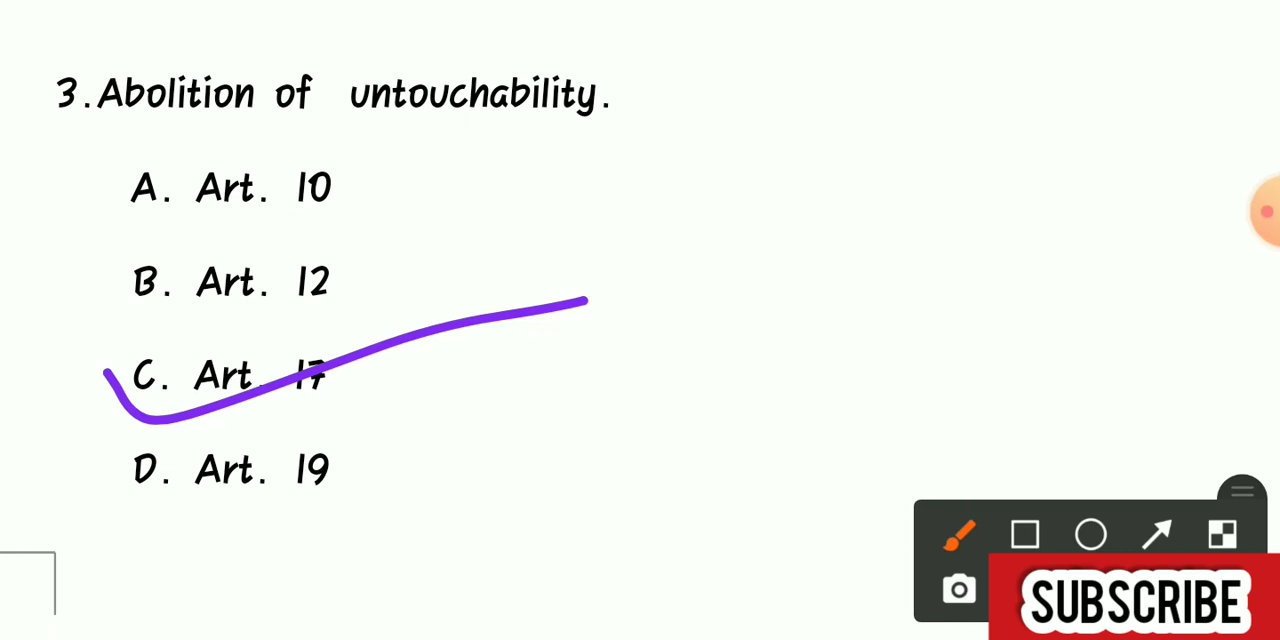 3.Abolition of untouchability.
A. Art. 10
B. Art. 12
C. Art. 17
D. Art. 19
SUBSCRIBE